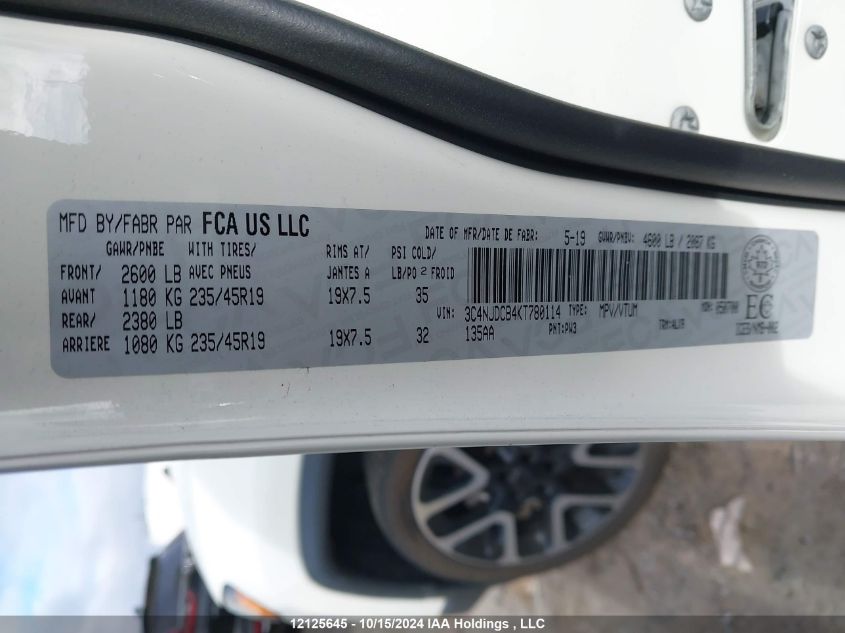 MFD BY/FABR PAR FCA US LLC
DATE OF MFR/DATE DE FABR: 5-19 GVWR/PNBV: 4600 LB / 2087 KG
GAWR/PNBE WITH TIRES/ RIMS AT/ PSI COLD/
FRONT/ 2600 LB AVEC PNEUS JANTES A LB/PO 2 FROID
AVANT 1180 KG 235/45R19 19X7.5 35
REAR/ 2380 LB
ARRIERE 1080 KG 235/45R19 19X7.5 32
VIN: 3C4NJDCB4KT780114 TYPE: MPV/VTUM
135AA PNT:PW3
EC
12125645 - 10/15/2024 IAA Holdings , LLC